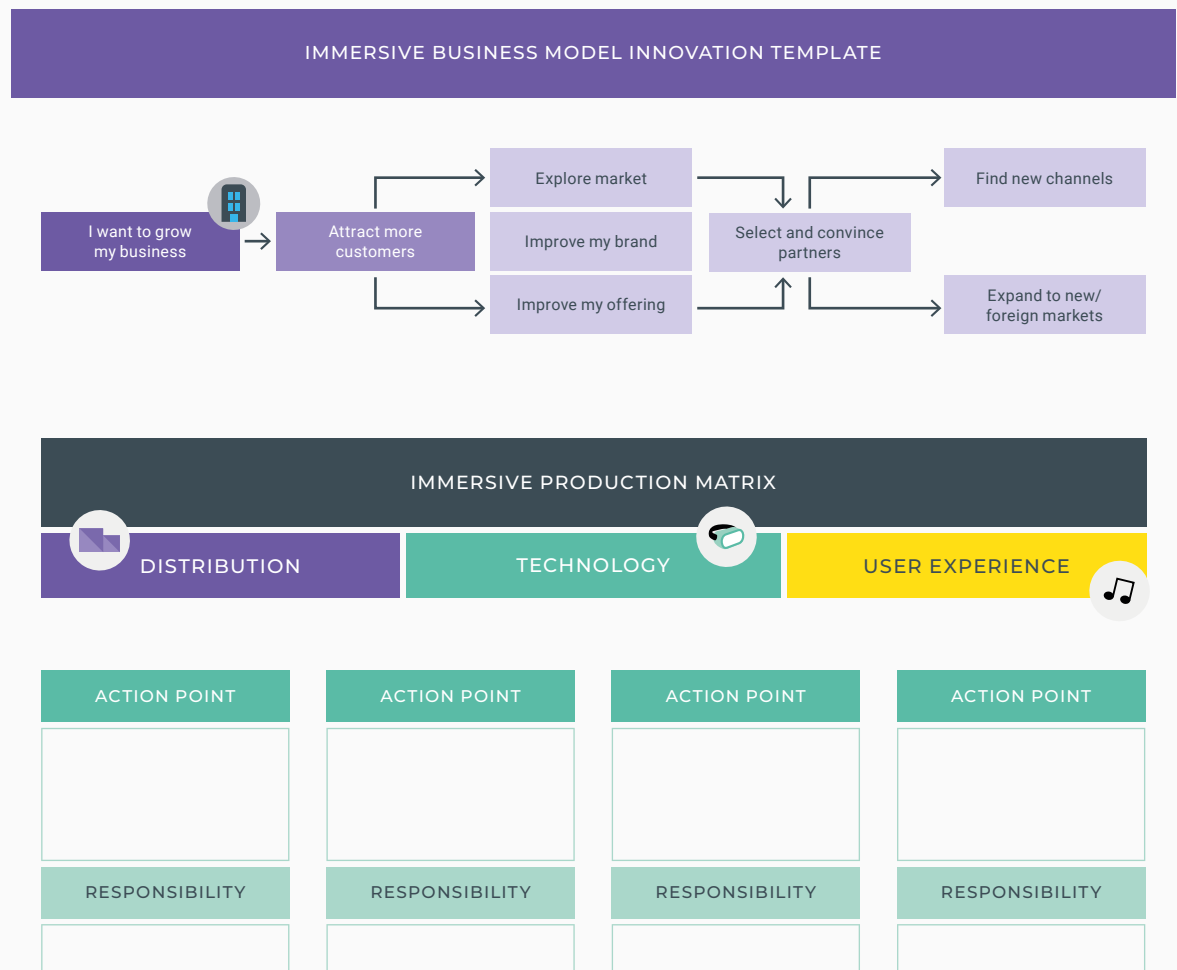 IMMERSIVE BUSINESS MODEL INNOVATION TEMPLATE
I want to grow
my business
Attract more
customers
Explore market
Improve my brand
Improve my offering
Select and convince
partners
Find new channels
Expand to new/
foreign markets
IMMERSIVE PRODUCTION MATRIX
DISTRIBUTION
TECHNOLOGY
USER EXPERIENCE
ACTION POINT
ACTION POINT
ACTION POINT
ACTION POINT
RESPONSIBILITY
RESPONSIBILITY
RESPONSIBILITY
RESPONSIBILITY